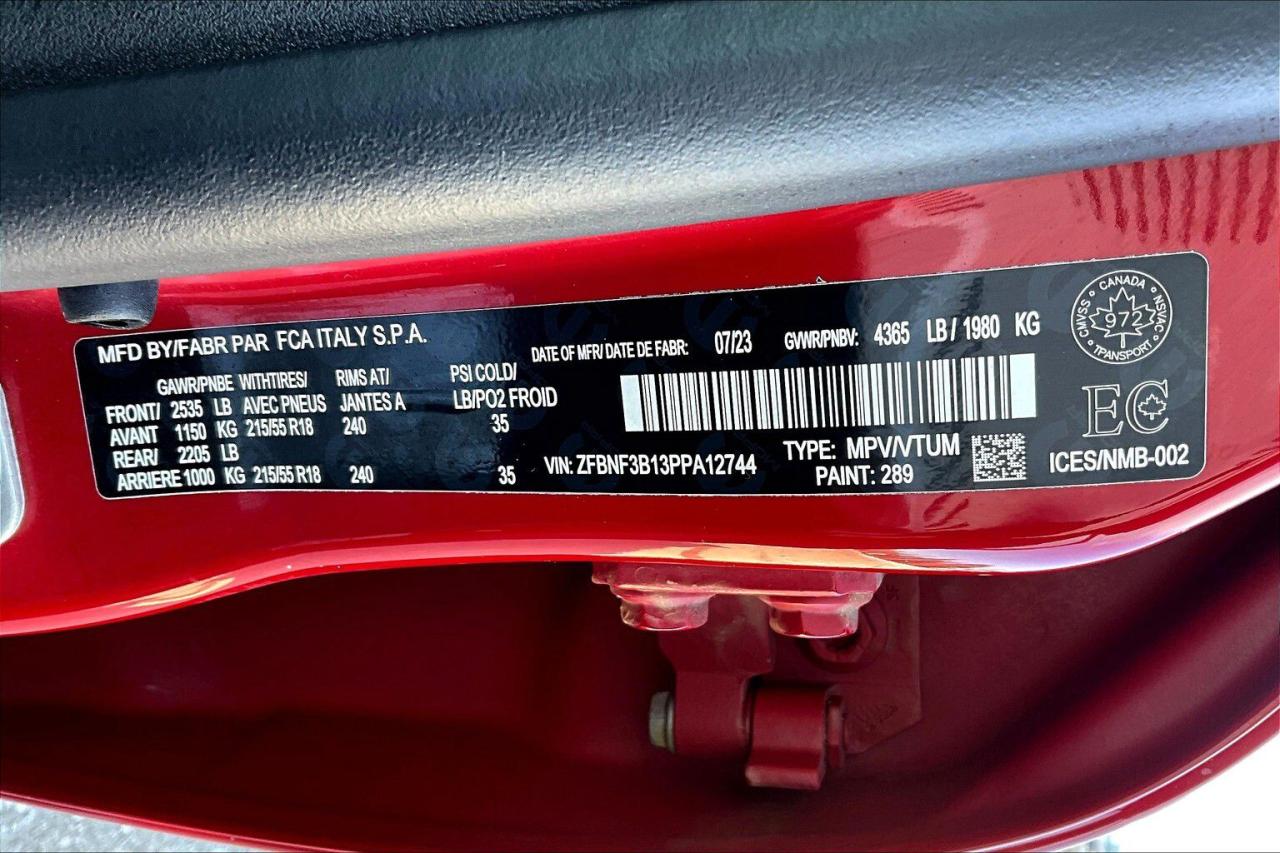 MFD BY/FABR PAR FCA ITALY S.P.A.
DATE OF MFR/DATE DE FABR: 07/23 GVWR/PNBV: 4365 LB/1980 KG
GAWR/PNBE WITHTIRES/ RIMS AT/ PSI COLD/
FRONT/ 2535 LB AVEC PNEUS JANTES A LB/PO2 FROID
AVANT 1150 KG 215/55 R18 240 35
REAR/ 2205 LB
ARRIERE 1000 KG 215/55 R18 240 35
VIN: ZFBNF3B13PPA12744
TYPE: MPV/VTUM
PAINT: 289
CANADA
CMVSS NSVAC
972
TRANSPORT
EC
ICES/NMB-002